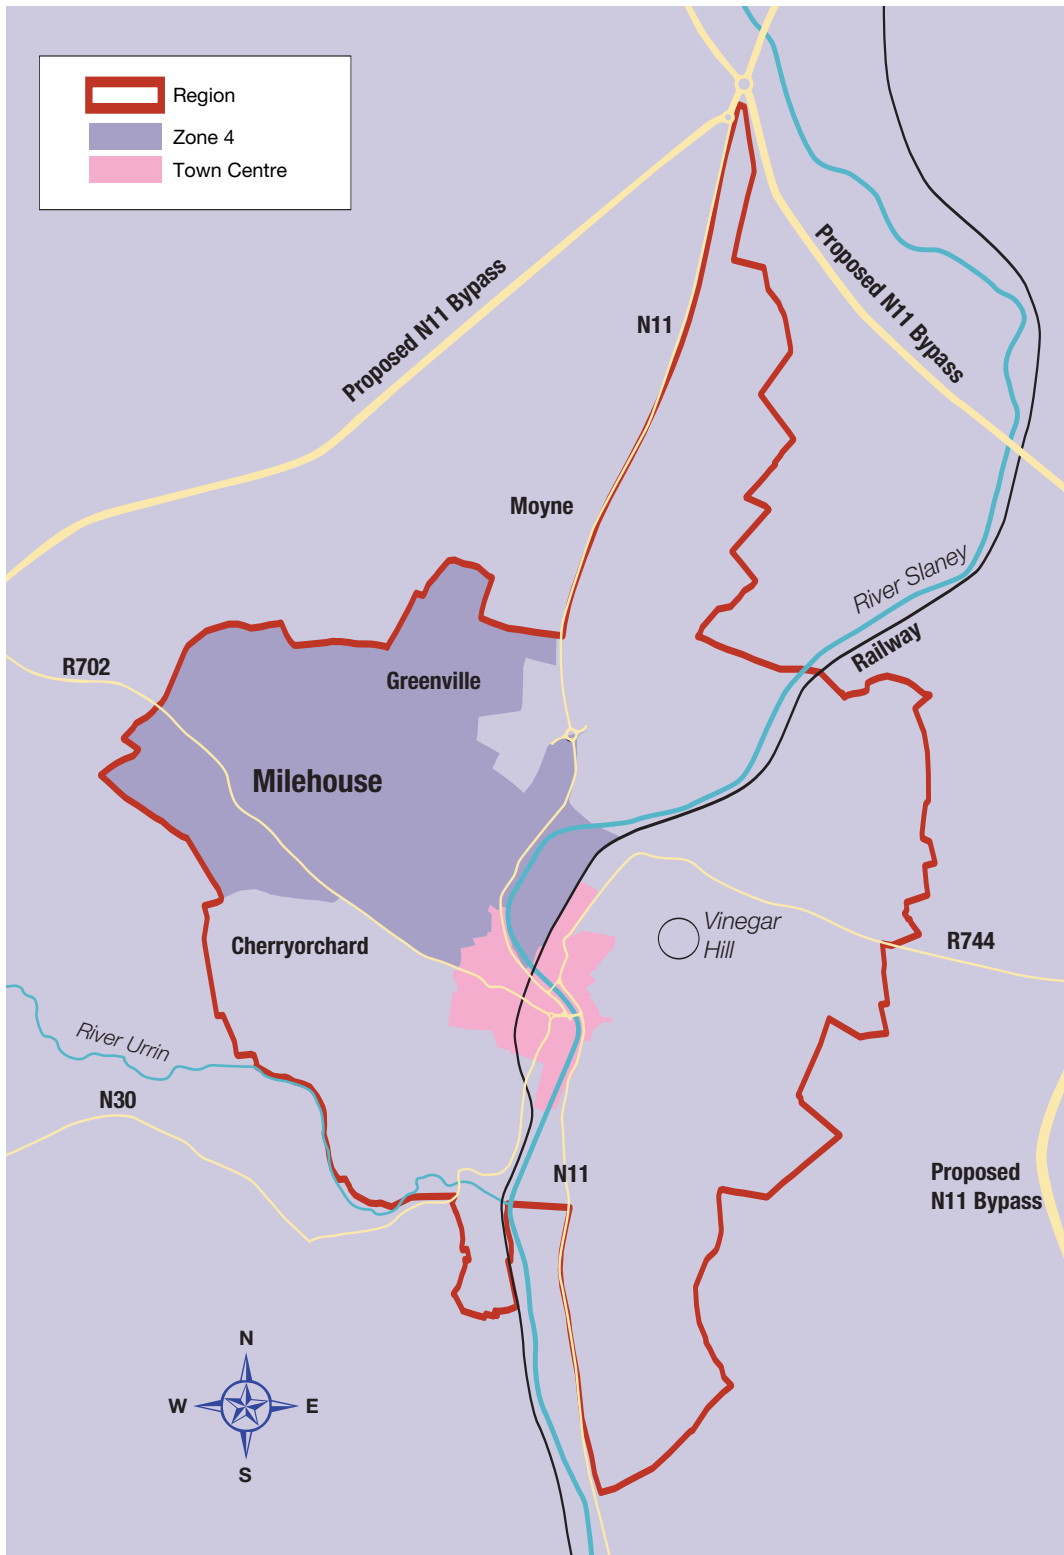 Region
Zone 4
Town Centre
Proposed N11 Bypass
Proposed N11 Bypass
N11
Moyne
River Slaney
Railway
R702
Greenville
Milehouse
Vinegar
Hill
R744
Cherryorchard
River Urrin
N30
N11
Proposed
N11 Bypass
N
W
E
S